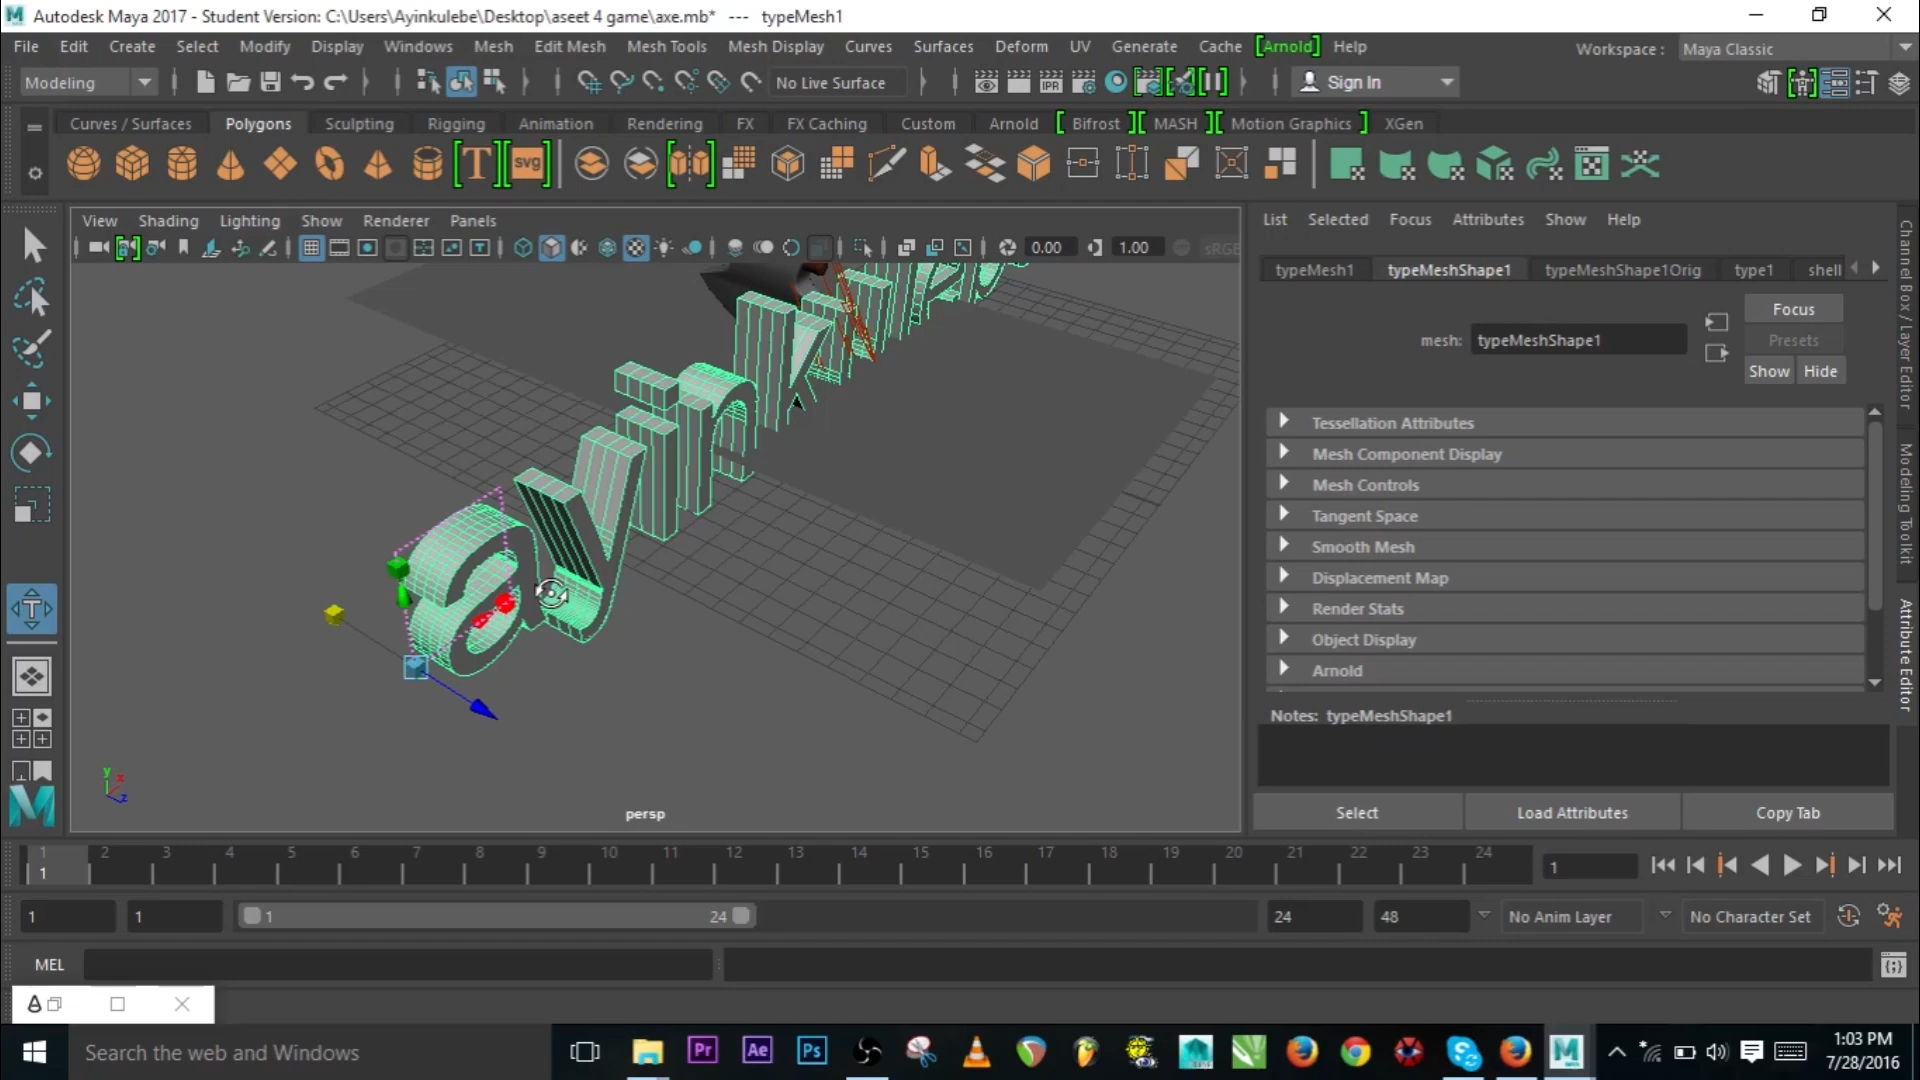 Autodesk Maya 2017 - Student Version: C:\Users\Ayinkulebe\Desktop\aseet 4 game\axe.mb* --- typeMesh1
File Edit Create Select Modify Display Windows Mesh Edit Mesh Mesh Tools Mesh Display Curves Surfaces Deform UV Generate Cache [Arnold] Help Workspace : Maya Classic
Modeling No Live Surface IPR Sign In
Curves / Surfaces Polygons Sculpting Rigging Animation Rendering FX FX Caching Custom Arnold [ Bifrost ][ MASH ][ Motion Graphics ] XGen
T svg
View Shading Lighting Show Renderer Panels
0.00 1.00 sRGB
List Selected Focus Attributes Show Help
typeMesh1 typeMeshShape1 typeMeshShape1Orig type1 shell
Focus
mesh: typeMeshShape1 Presets
Show Hide
Tessellation Attributes
Mesh Component Display
Mesh Controls
Tangent Space
Smooth Mesh
Displacement Map
Render Stats
Object Display
Arnold
Notes: typeMeshShape1
Select Load Attributes Copy Tab
Channel Box / Layer Editor
Modeling Toolkit
Attribute Editor
y x z
persp
1 2 3 4 5 6 7 8 9 10 11 12 13 14 15 16 17 18 19 20 21 22 23 24
1 1
1 1 1 24 24 48 No Anim Layer No Character Set
MEL
Search the web and Windows Pr Ae Ps
1:03 PM
7/28/2016